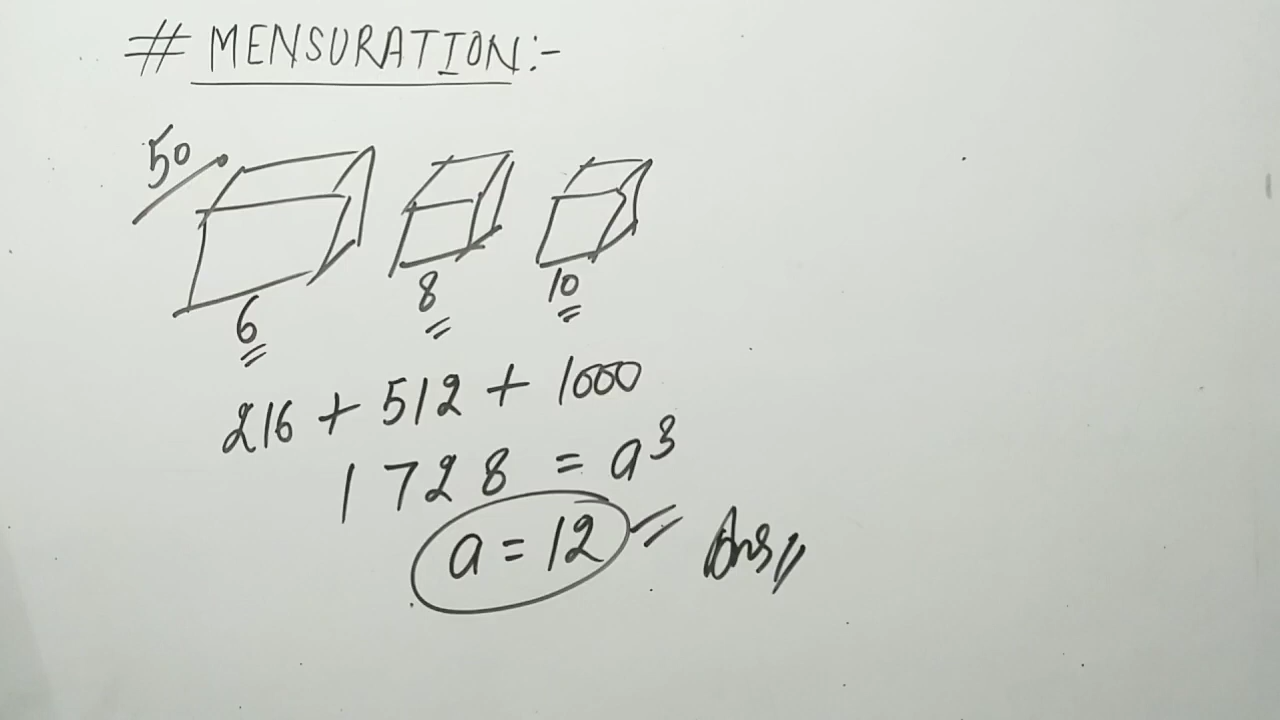 # MENSURATION:-
50
6 8 10
216 + 512 + 1000
1728 = a³
a = 12 Ans